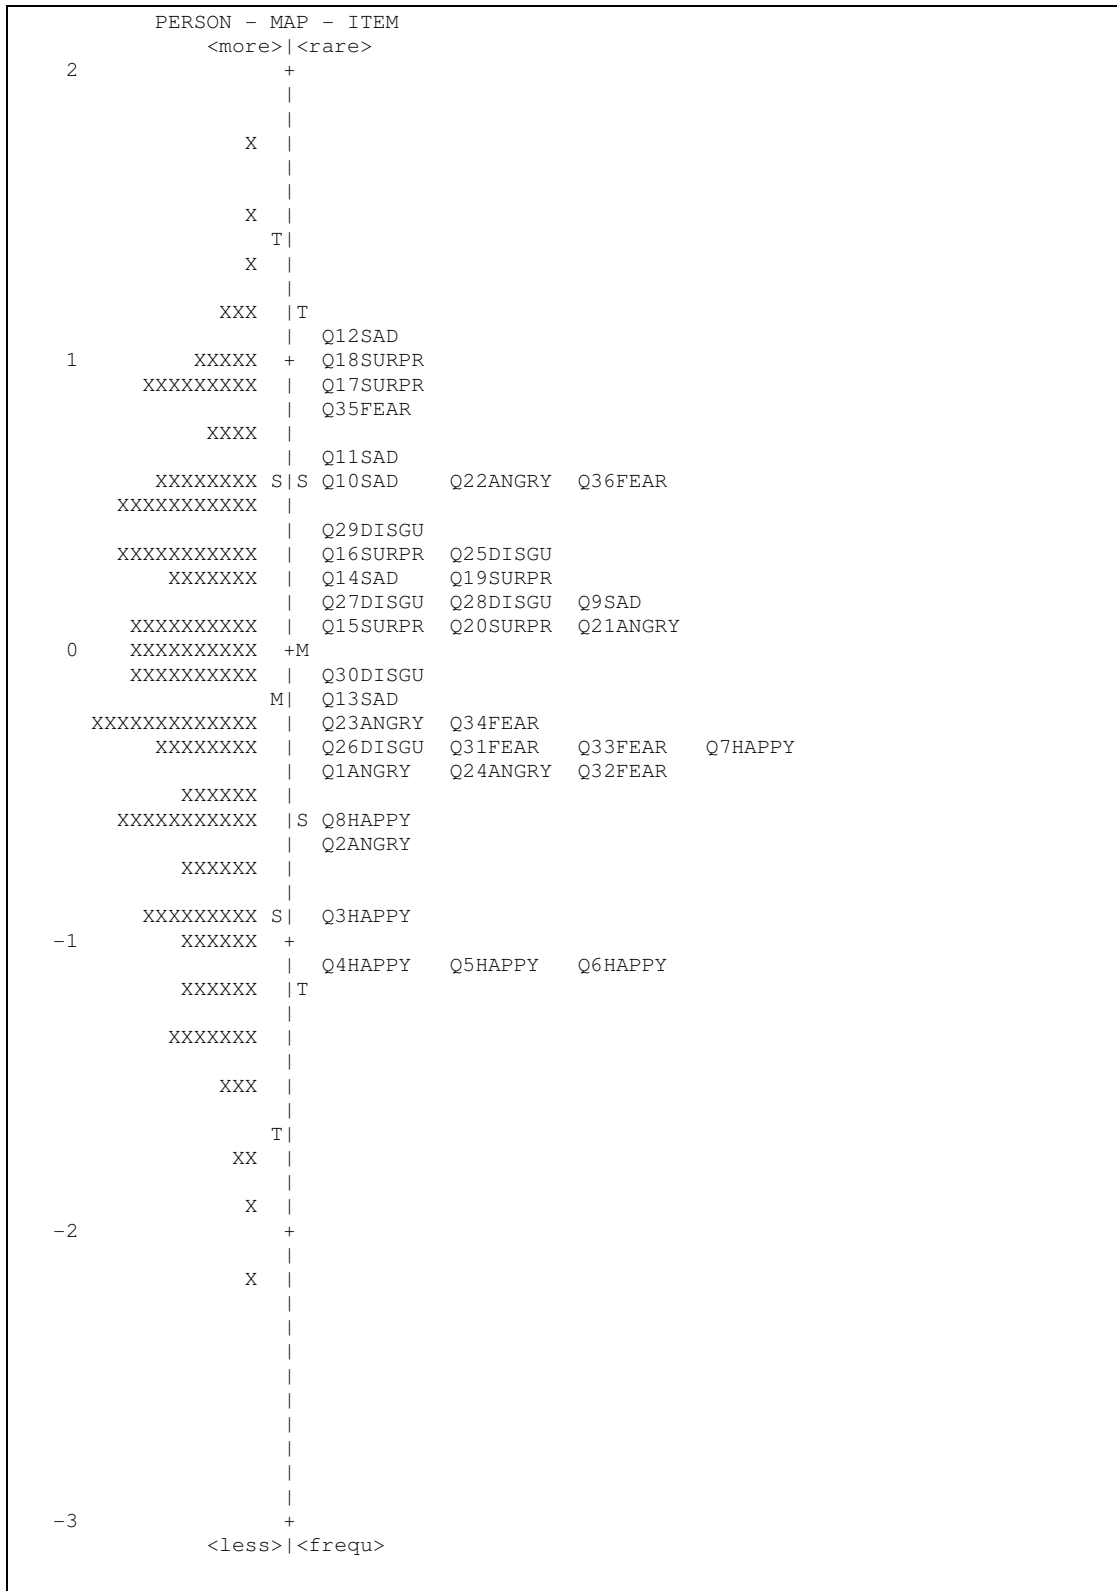 PERSON - MAP - ITEM
<more>|<rare>
2 +
|
|
X |
|
|
X |
T|
X |
|
XXX |T
| Q12SAD
1 XXXXX + Q18SURPR
XXXXXXXXX | Q17SURPR
| Q35FEAR
XXXX |
| Q11SAD
XXXXXXXX S|S Q10SAD Q22ANGRY Q36FEAR
XXXXXXXXXXX |
| Q29DISGU
XXXXXXXXXXX | Q16SURPR Q25DISGU
XXXXXXX | Q14SAD Q19SURPR
| Q27DISGU Q28DISGU Q9SAD
XXXXXXXXXX | Q15SURPR Q20SURPR Q21ANGRY
0 XXXXXXXXXX +M
XXXXXXXXXX | Q30DISGU
M| Q13SAD
XXXXXXXXXXXXX | Q23ANGRY Q34FEAR
XXXXXXXX | Q26DISGU Q31FEAR Q33FEAR Q7HAPPY
| Q1ANGRY Q24ANGRY Q32FEAR
XXXXXX |
XXXXXXXXXXX |S Q8HAPPY
| Q2ANGRY
XXXXXX |
|
XXXXXXXXX S| Q3HAPPY
-1 XXXXXX +
| Q4HAPPY Q5HAPPY Q6HAPPY
XXXXXX |T
|
XXXXXXX |
|
XXX |
|
T|
XX |
|
X |
-2 +
|
X |
|
|
|
|
|
|
|
|
|
-3 +
<less>|<frequ>